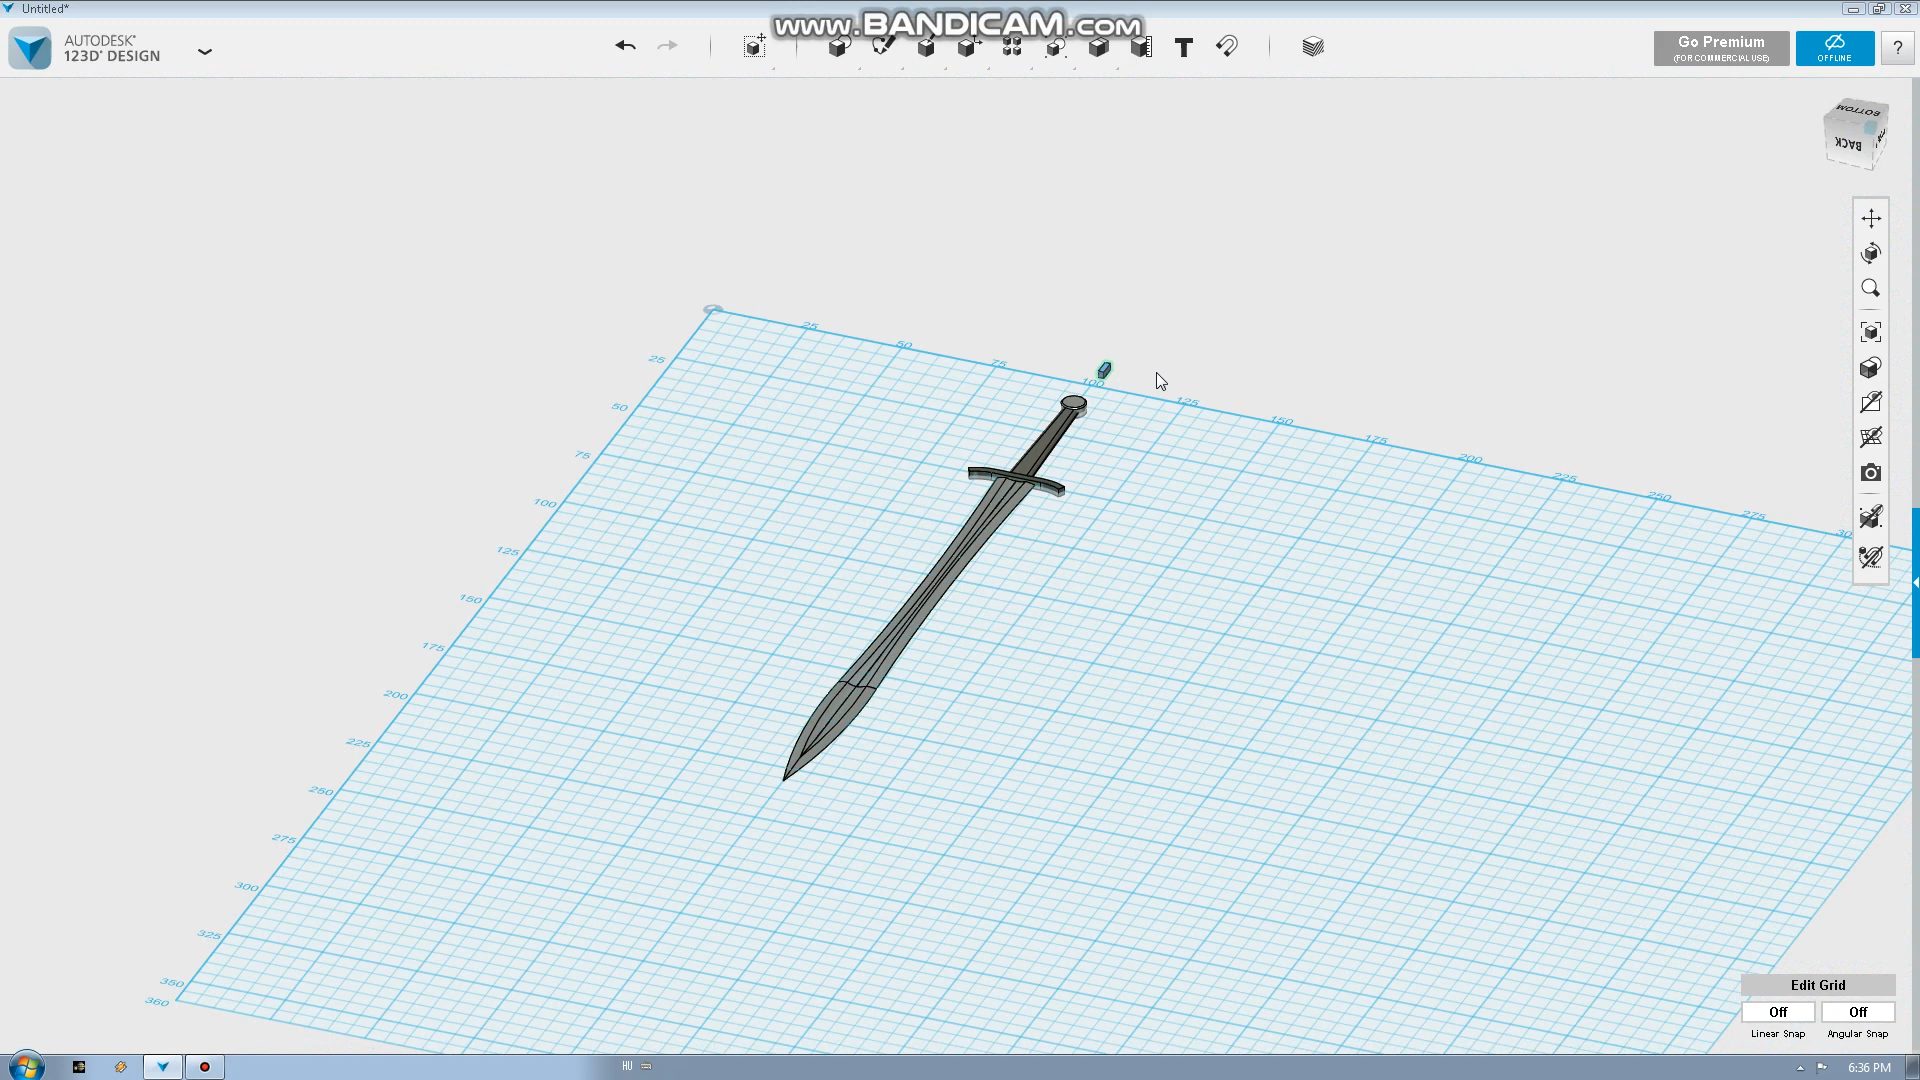 Untitled*
www.BANDICAM.com
AUTODESK®
123D® DESIGN
T
Go Premium
(FOR COMMERCIAL USE)
OFFLINE
?
BOTTOM
BACK
25
50
75
100
125
150
175
200
225
250
275
25
50
75
100
125
150
175
200
225
250
275
300
325
350
360
Edit Grid
Off
Off
Linear Snap
Angular Snap
HU
6:36 PM